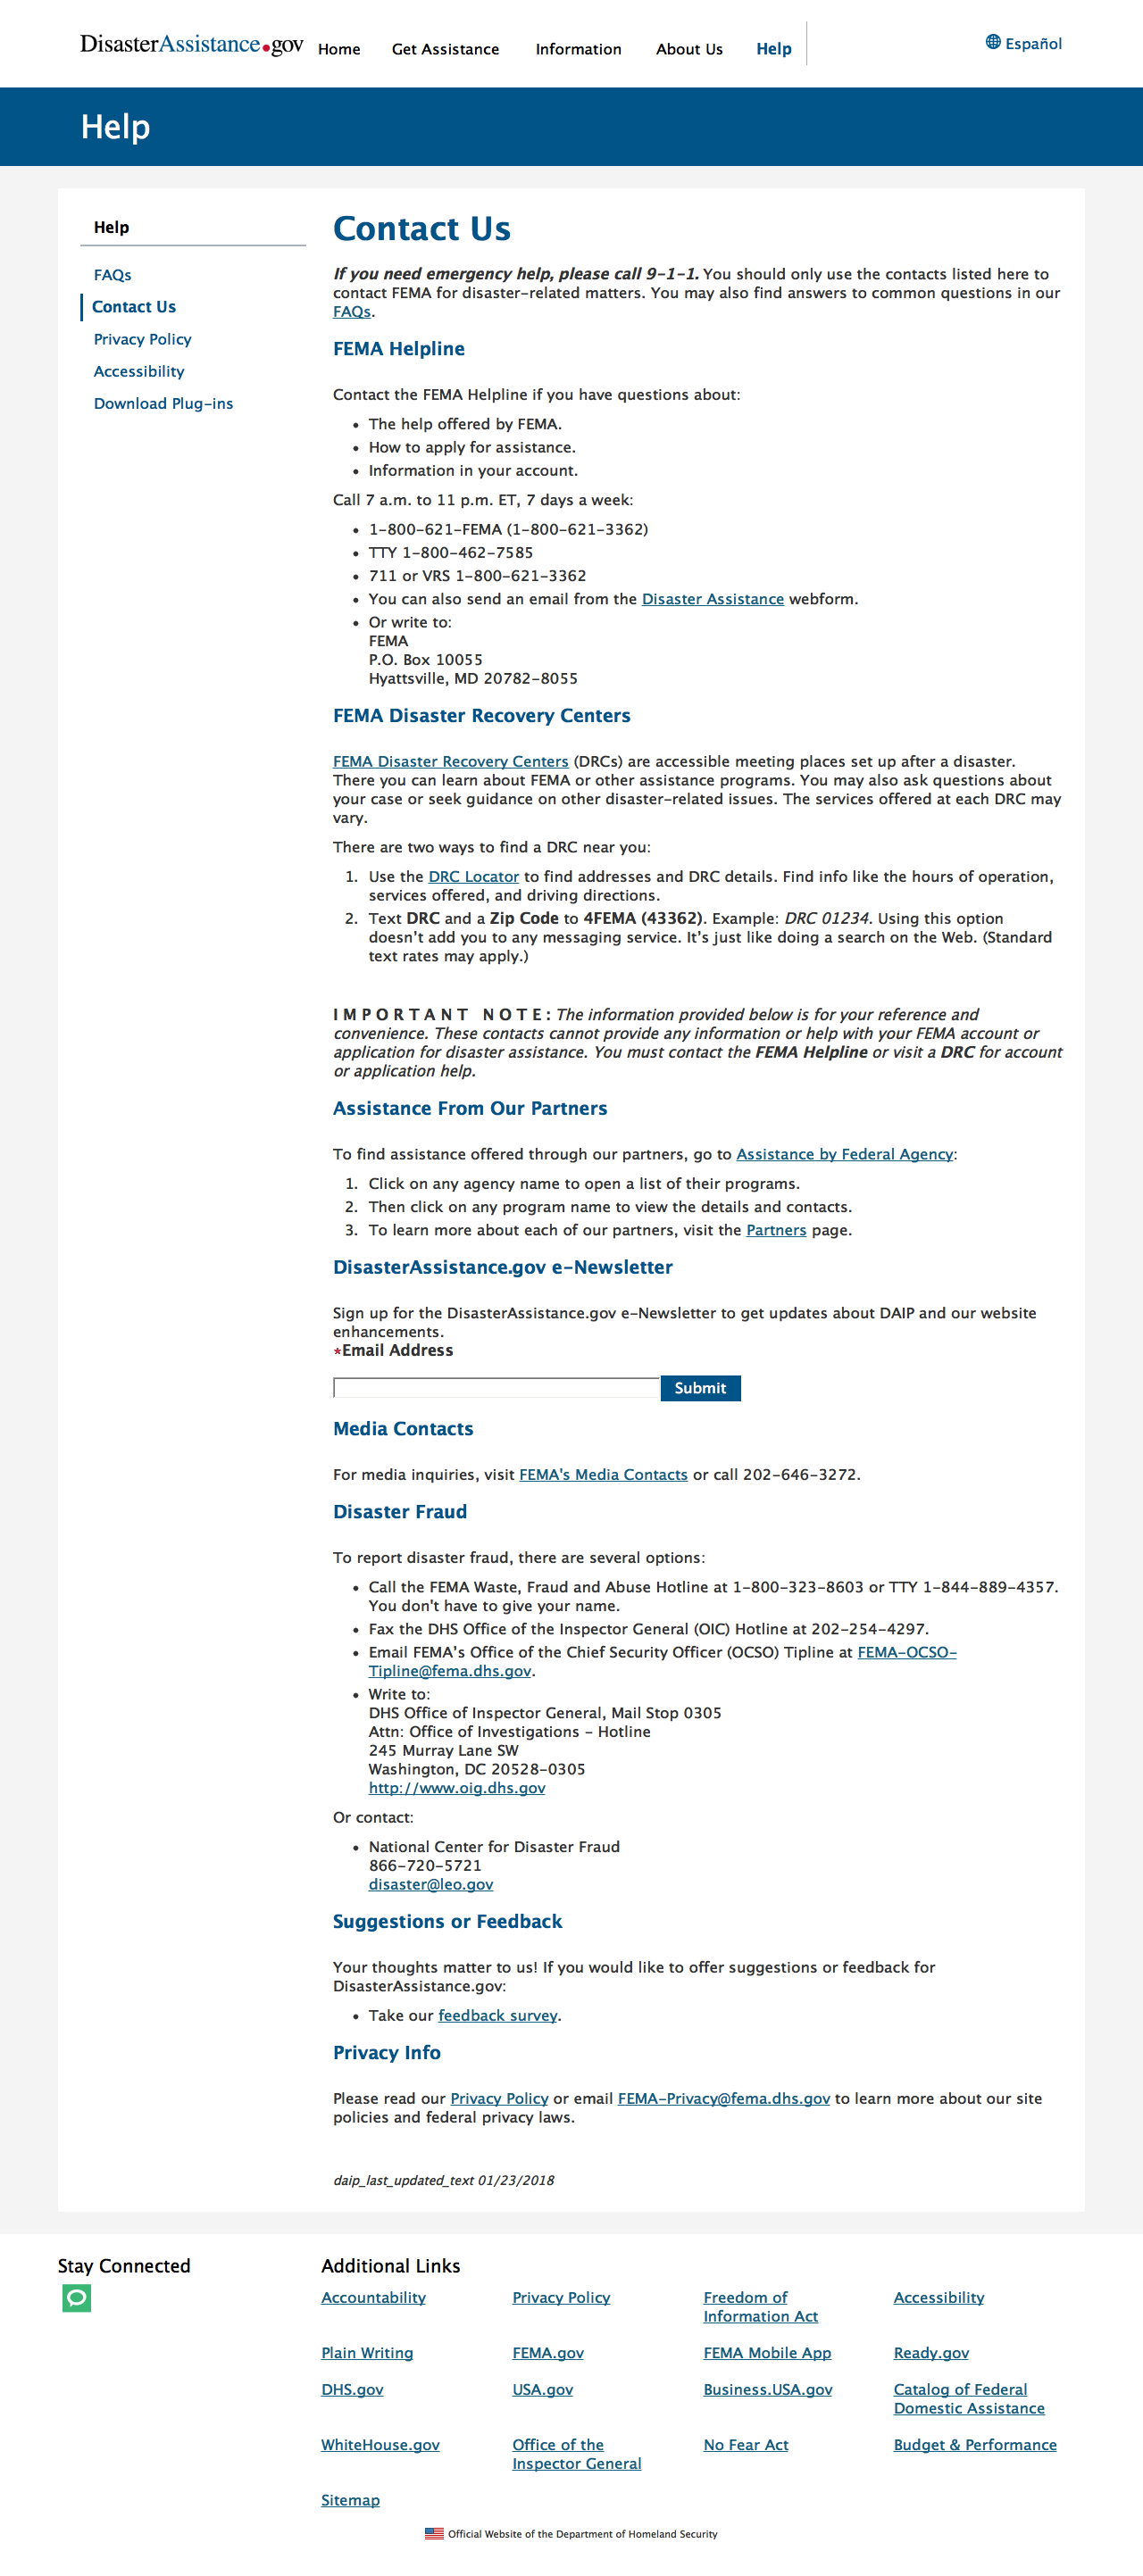 DisasterAssistance.gov Home Get Assistance Information About Us Help Español
Help
Help
FAQs
Contact Us
Privacy Policy
Accessibility
Download Plug-ins
Contact Us
If you need emergency help, please call 9-1-1. You should only use the contacts listed here to
contact FEMA for disaster-related matters. You may also find answers to common questions in our
FAQs.
FEMA Helpline
Contact the FEMA Helpline if you have questions about:
• The help offered by FEMA.
• How to apply for assistance.
• Information in your account.
Call 7 a.m. to 11 p.m. ET, 7 days a week:
• 1-800-621-FEMA (1-800-621-3362)
• TTY 1-800-462-7585
• 711 or VRS 1-800-621-3362
• You can also send an email from the Disaster Assistance webform.
• Or write to:
FEMA
P.O. Box 10055
Hyattsville, MD 20782-8055
FEMA Disaster Recovery Centers
FEMA Disaster Recovery Centers (DRCs) are accessible meeting places set up after a disaster.
There you can learn about FEMA or other assistance programs. You may also ask questions about
your case or seek guidance on other disaster-related issues. The services offered at each DRC may
vary.
There are two ways to find a DRC near you:
1. Use the DRC Locator to find addresses and DRC details. Find info like the hours of operation,
services offered, and driving directions.
2. Text DRC and a Zip Code to 4FEMA (43362). Example: DRC 01234. Using this option
doesn’t add you to any messaging service. It’s just like doing a search on the Web. (Standard
text rates may apply.)
IMPORTANT NOTE: The information provided below is for your reference and
convenience. These contacts cannot provide any information or help with your FEMA account or
application for disaster assistance. You must contact the FEMA Helpline or visit a DRC for account
or application help.
Assistance From Our Partners
To find assistance offered through our partners, go to Assistance by Federal Agency:
1. Click on any agency name to open a list of their programs.
2. Then click on any program name to view the details and contacts.
3. To learn more about each of our partners, visit the Partners page.
DisasterAssistance.gov e-Newsletter
Sign up for the DisasterAssistance.gov e-Newsletter to get updates about DAIP and our website
enhancements.
*Email Address
Submit
Media Contacts
For media inquiries, visit FEMA's Media Contacts or call 202-646-3272.
Disaster Fraud
To report disaster fraud, there are several options:
• Call the FEMA Waste, Fraud and Abuse Hotline at 1-800-323-8603 or TTY 1-844-889-4357.
You don't have to give your name.
• Fax the DHS Office of the Inspector General (OIC) Hotline at 202-254-4297.
• Email FEMA’s Office of the Chief Security Officer (OCSO) Tipline at FEMA-OCSO-
Tipline@fema.dhs.gov.
• Write to:
DHS Office of Inspector General, Mail Stop 0305
Attn: Office of Investigations - Hotline
245 Murray Lane SW
Washington, DC 20528-0305
http://www.oig.dhs.gov
Or contact:
• National Center for Disaster Fraud
866-720-5721
disaster@leo.gov
Suggestions or Feedback
Your thoughts matter to us! If you would like to offer suggestions or feedback for
DisasterAssistance.gov:
• Take our feedback survey.
Privacy Info
Please read our Privacy Policy or email FEMA-Privacy@fema.dhs.gov to learn more about our site
policies and federal privacy laws.
daip_last_updated_text 01/23/2018
Stay Connected
Additional Links
Accountability Privacy Policy Freedom of Accessibility
Information Act
Plain Writing FEMA.gov FEMA Mobile App Ready.gov
DHS.gov USA.gov Business.USA.gov Catalog of Federal
Domestic Assistance
WhiteHouse.gov Office of the No Fear Act Budget & Performance
Inspector General
Sitemap
Official Website of the Department of Homeland Security